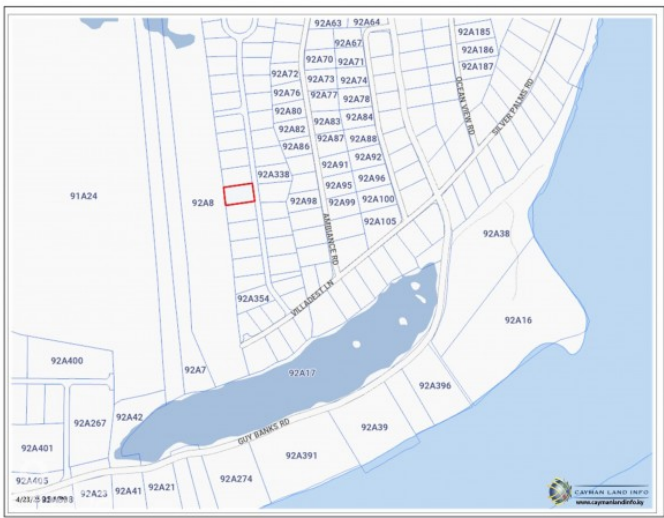 92A63 92A64
92A185
92A67
92A186
92A70 92A71
92A187
92A72 92A73 92A74
92A76 92A77 92A78
OCEAN VIEW RD
SILVER PALMS RD
92A80
92A83 92A84
92A82
92A87 92A88
92A86
92A91 92A92
92A338
92A95 92A96
91A24
92A8
92A98 92A99 92A100
92A105
AMBIANCE RD
92A38
92A354
VILLADEST LN
92A16
92A400
92A7
92A17
92A396
92A42
92A267
GUY BANKS RD
92A39
92A401
92A391
92A405
92A274
92A23 92A41 92A21
CAYMAN LAND INFO
www.caymanlandinfo.ky